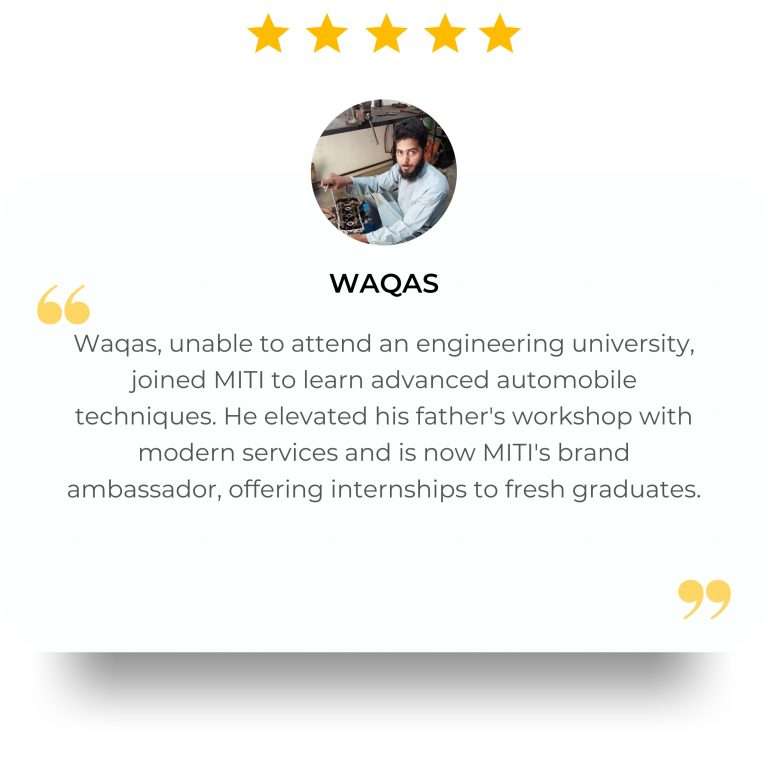 WAQAS
Waqas, unable to attend an engineering university,
joined MITI to learn advanced automobile
techniques. He elevated his father's workshop with
modern services and is now MITI's brand
ambassador, offering internships to fresh graduates.